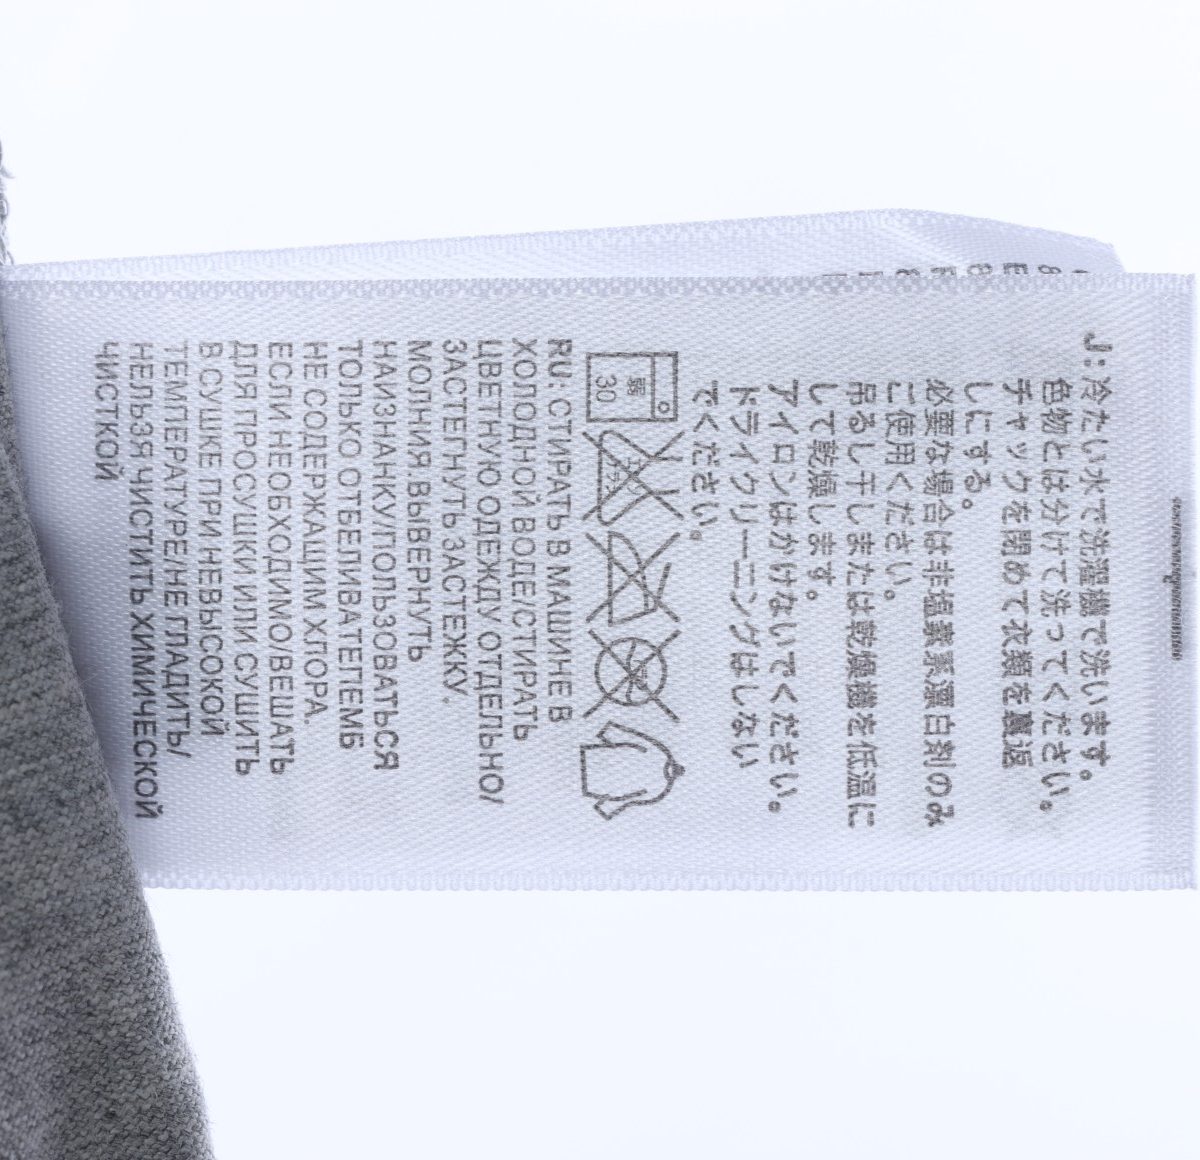 J: 冷たい水で洗濯機で洗います。
色物とは分けて洗ってください。
チャックを閉めて衣類を裏返
しにする。
必要な場合は非塩素系漂白剤のみ
ご使用ください。
吊るし干しまたは乾燥機を低温に
して乾燥します。
アイロンはかけないでください。
ドライクリーニングはしない
でください。
弱
30
RU: СТИРАТЬ В МАШИНЕ В
ХОЛОДНОЙ ВОДЕ/СТИРАТЬ
ЦВЕТНУЮ ОДЕЖДУ ОТДЕЛЬНО/
ЗАСТЕГНУТЬ ЗАСТЕЖКУ.
МОЛНИЯ. ВЫВЕРНУТЬ
НАИЗНАНКУ/ПОЛЬЗОВАТЬСЯ
ТОЛЬКО ОТБЕЛИВАТЕПЕМБ
НЕ СОДЕРЖАЩИМ ХЛОРА.
ЕСЛИ НЕОБХОДИМО/ВЕШАТЬ
ДЛЯ ПРОСУШКИ ИЛИ СУШИТЬ
В СУШКЕ ПРИ НЕВЫСОКОЙ
ТЕМПЕРАТУРЕ/НЕ ГЛАДИТЬ/
НЕЛЬЗЯ ЧИСТИТЬ ХИМИЧЕСКОЙ
ЧИСТКОЙ